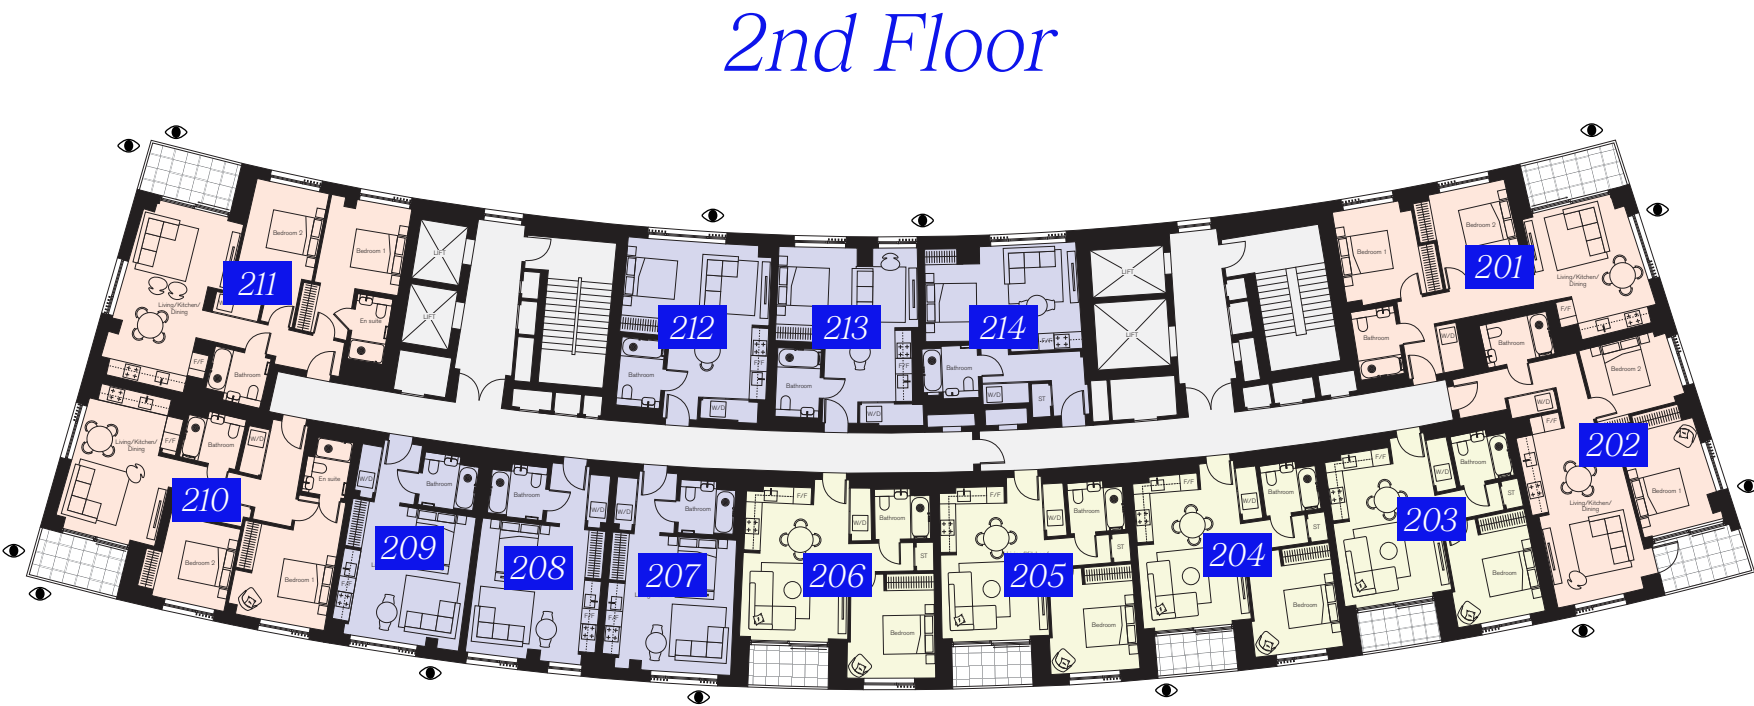 2nd Floor
211
Living/Kitchen/
Dining
Bedroom 2
Bedroom 1
En suite
F/F
Bathroom
LIFT
LIFT
212
Bathroom
F/F
W/D
213
Bathroom
F/F
W/D
214
Bathroom
F/F
W/D
ST
LIFT
LIFT
201
Bedroom 1
Bedroom 2
Living/Kitchen/
Dining
Bathroom
W/D
F/F
210
Living/Kitchen/
Dining
F/F
Bathroom
W/D
En suite
Bedroom 2
Bedroom 1
209
W/D
Bathroom
F/F
208
Bathroom
W/D
F/F
207
W/D
Bathroom
F/F
206
F/F
W/D
Bathroom
ST
Bedroom
205
F/F
W/D
Bathroom
ST
Bedroom
204
F/F
W/D
Bathroom
ST
Bedroom
203
F/F
W/D
Bathroom
ST
Bedroom
202
Bathroom
Bedroom 2
W/D
F/F
Living/Kitchen/
Dining
Bedroom 1